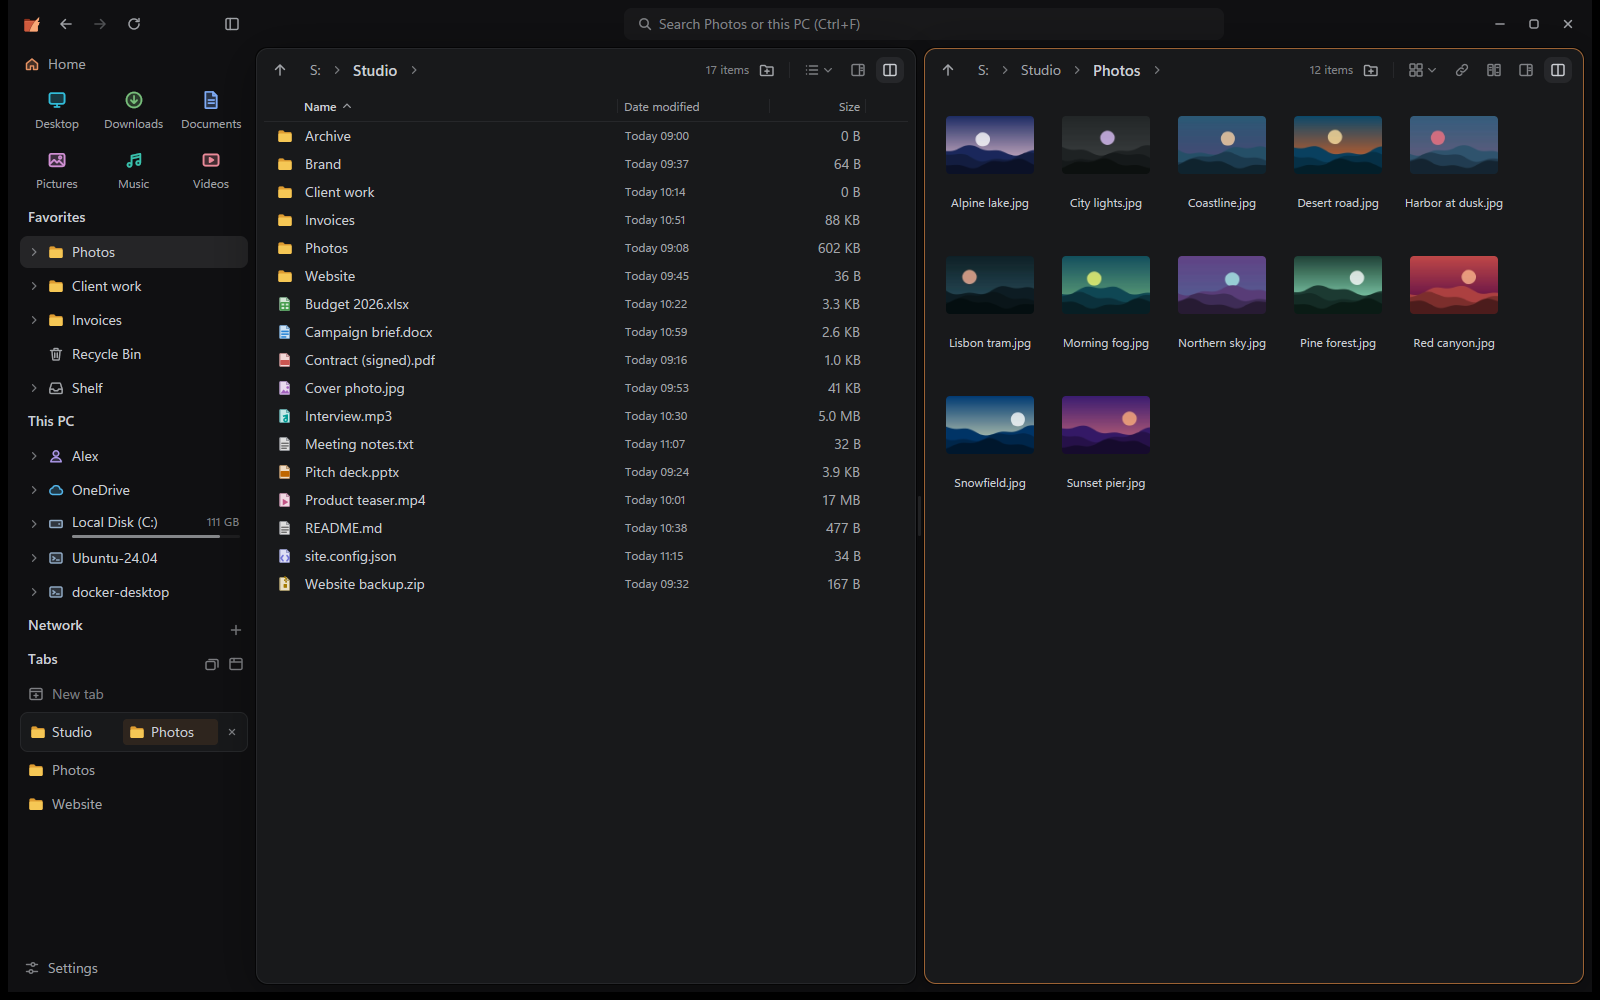 Search Photos or this PC (Ctrl+F)
Home
Desktop Downloads Documents
Pictures Music Videos
Favorites
Photos
Client work
Invoices
Recycle Bin
Shelf
This PC
Alex
OneDrive
Local Disk (C:) 111 GB
Ubuntu-24.04
docker-desktop
Network
Tabs
New tab
Studio Photos
Photos
Website
Settings
S: Studio 17 items
Name Date modified Size
Archive Today 09:00 0 B
Brand Today 09:37 64 B
Client work Today 10:14 0 B
Invoices Today 10:51 88 KB
Photos Today 09:08 602 KB
Website Today 09:45 36 B
Budget 2026.xlsx Today 10:22 3.3 KB
Campaign brief.docx Today 10:59 2.6 KB
Contract (signed).pdf Today 09:16 1.0 KB
Cover photo.jpg Today 09:53 41 KB
Interview.mp3 Today 10:30 5.0 MB
Meeting notes.txt Today 11:07 32 B
Pitch deck.pptx Today 09:24 3.9 KB
Product teaser.mp4 Today 10:01 17 MB
README.md Today 10:38 477 B
site.config.json Today 11:15 34 B
Website backup.zip Today 09:32 167 B
S: Studio Photos 12 items
Alpine lake.jpg City lights.jpg Coastline.jpg Desert road.jpg Harbor at dusk.jpg
Lisbon tram.jpg Morning fog.jpg Northern sky.jpg Pine forest.jpg Red canyon.jpg
Snowfield.jpg Sunset pier.jpg